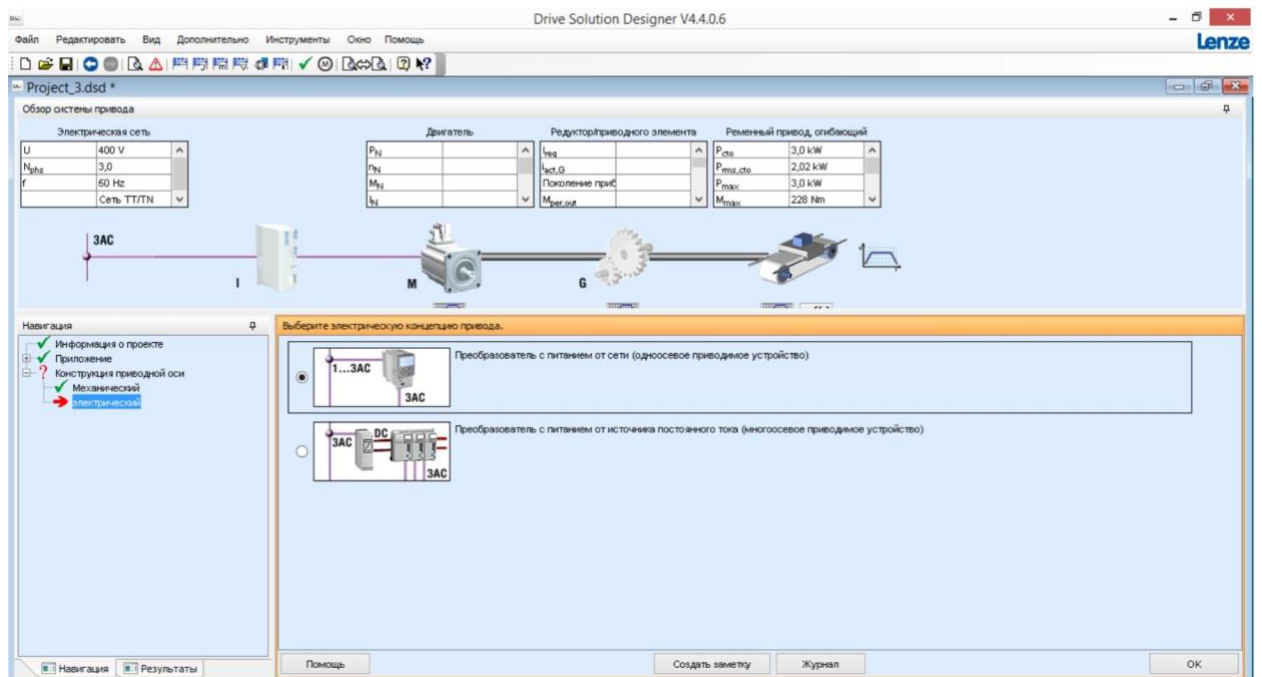 Drive Solution Designer V4.4.0.6
Файл Редактировать Вид Дополнительно Инструменты Окно Помощь
Lenze
Project_3.dsd *
Обзор системы привода
Электрическая сеть
U 400 V
Nphs 3,0
f 60 Hz
Сеть TT/TN
Двигатель
PN
nN
MN
IN
Редуктор/приводного элемента
ireq
iact,G
Поколение приб
Mper,out
Ременный привод, огибающий
Pcto 3,0 kW
Prms,cto 2,02 kW
Pmax 3,0 kW
Mmax 228 Nm
3AC
I
M
G
Навигация
Информация о проекте
Приложение
Конструкция приводной оси
Механический
электрический
Выберите электрическую концепцию привода.
1...3AC
3AC
Преобразователь с питанием от сети (одноосевое приводимое устройство)
3AC
DC
3AC
Преобразователь с питанием от источника постоянного тока (многоосевое приводимое устройство)
Навигация Результаты
Помощь Создать заметку Журнал OK